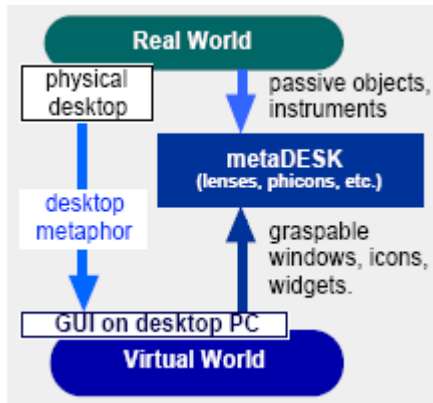 Real World
physical
desktop
passive objects,
instruments
metaDESK
(lenses, phicons, etc.)
desktop
metaphor
graspable
windows, icons,
widgets.
GUI on desktop PC
Virtual World